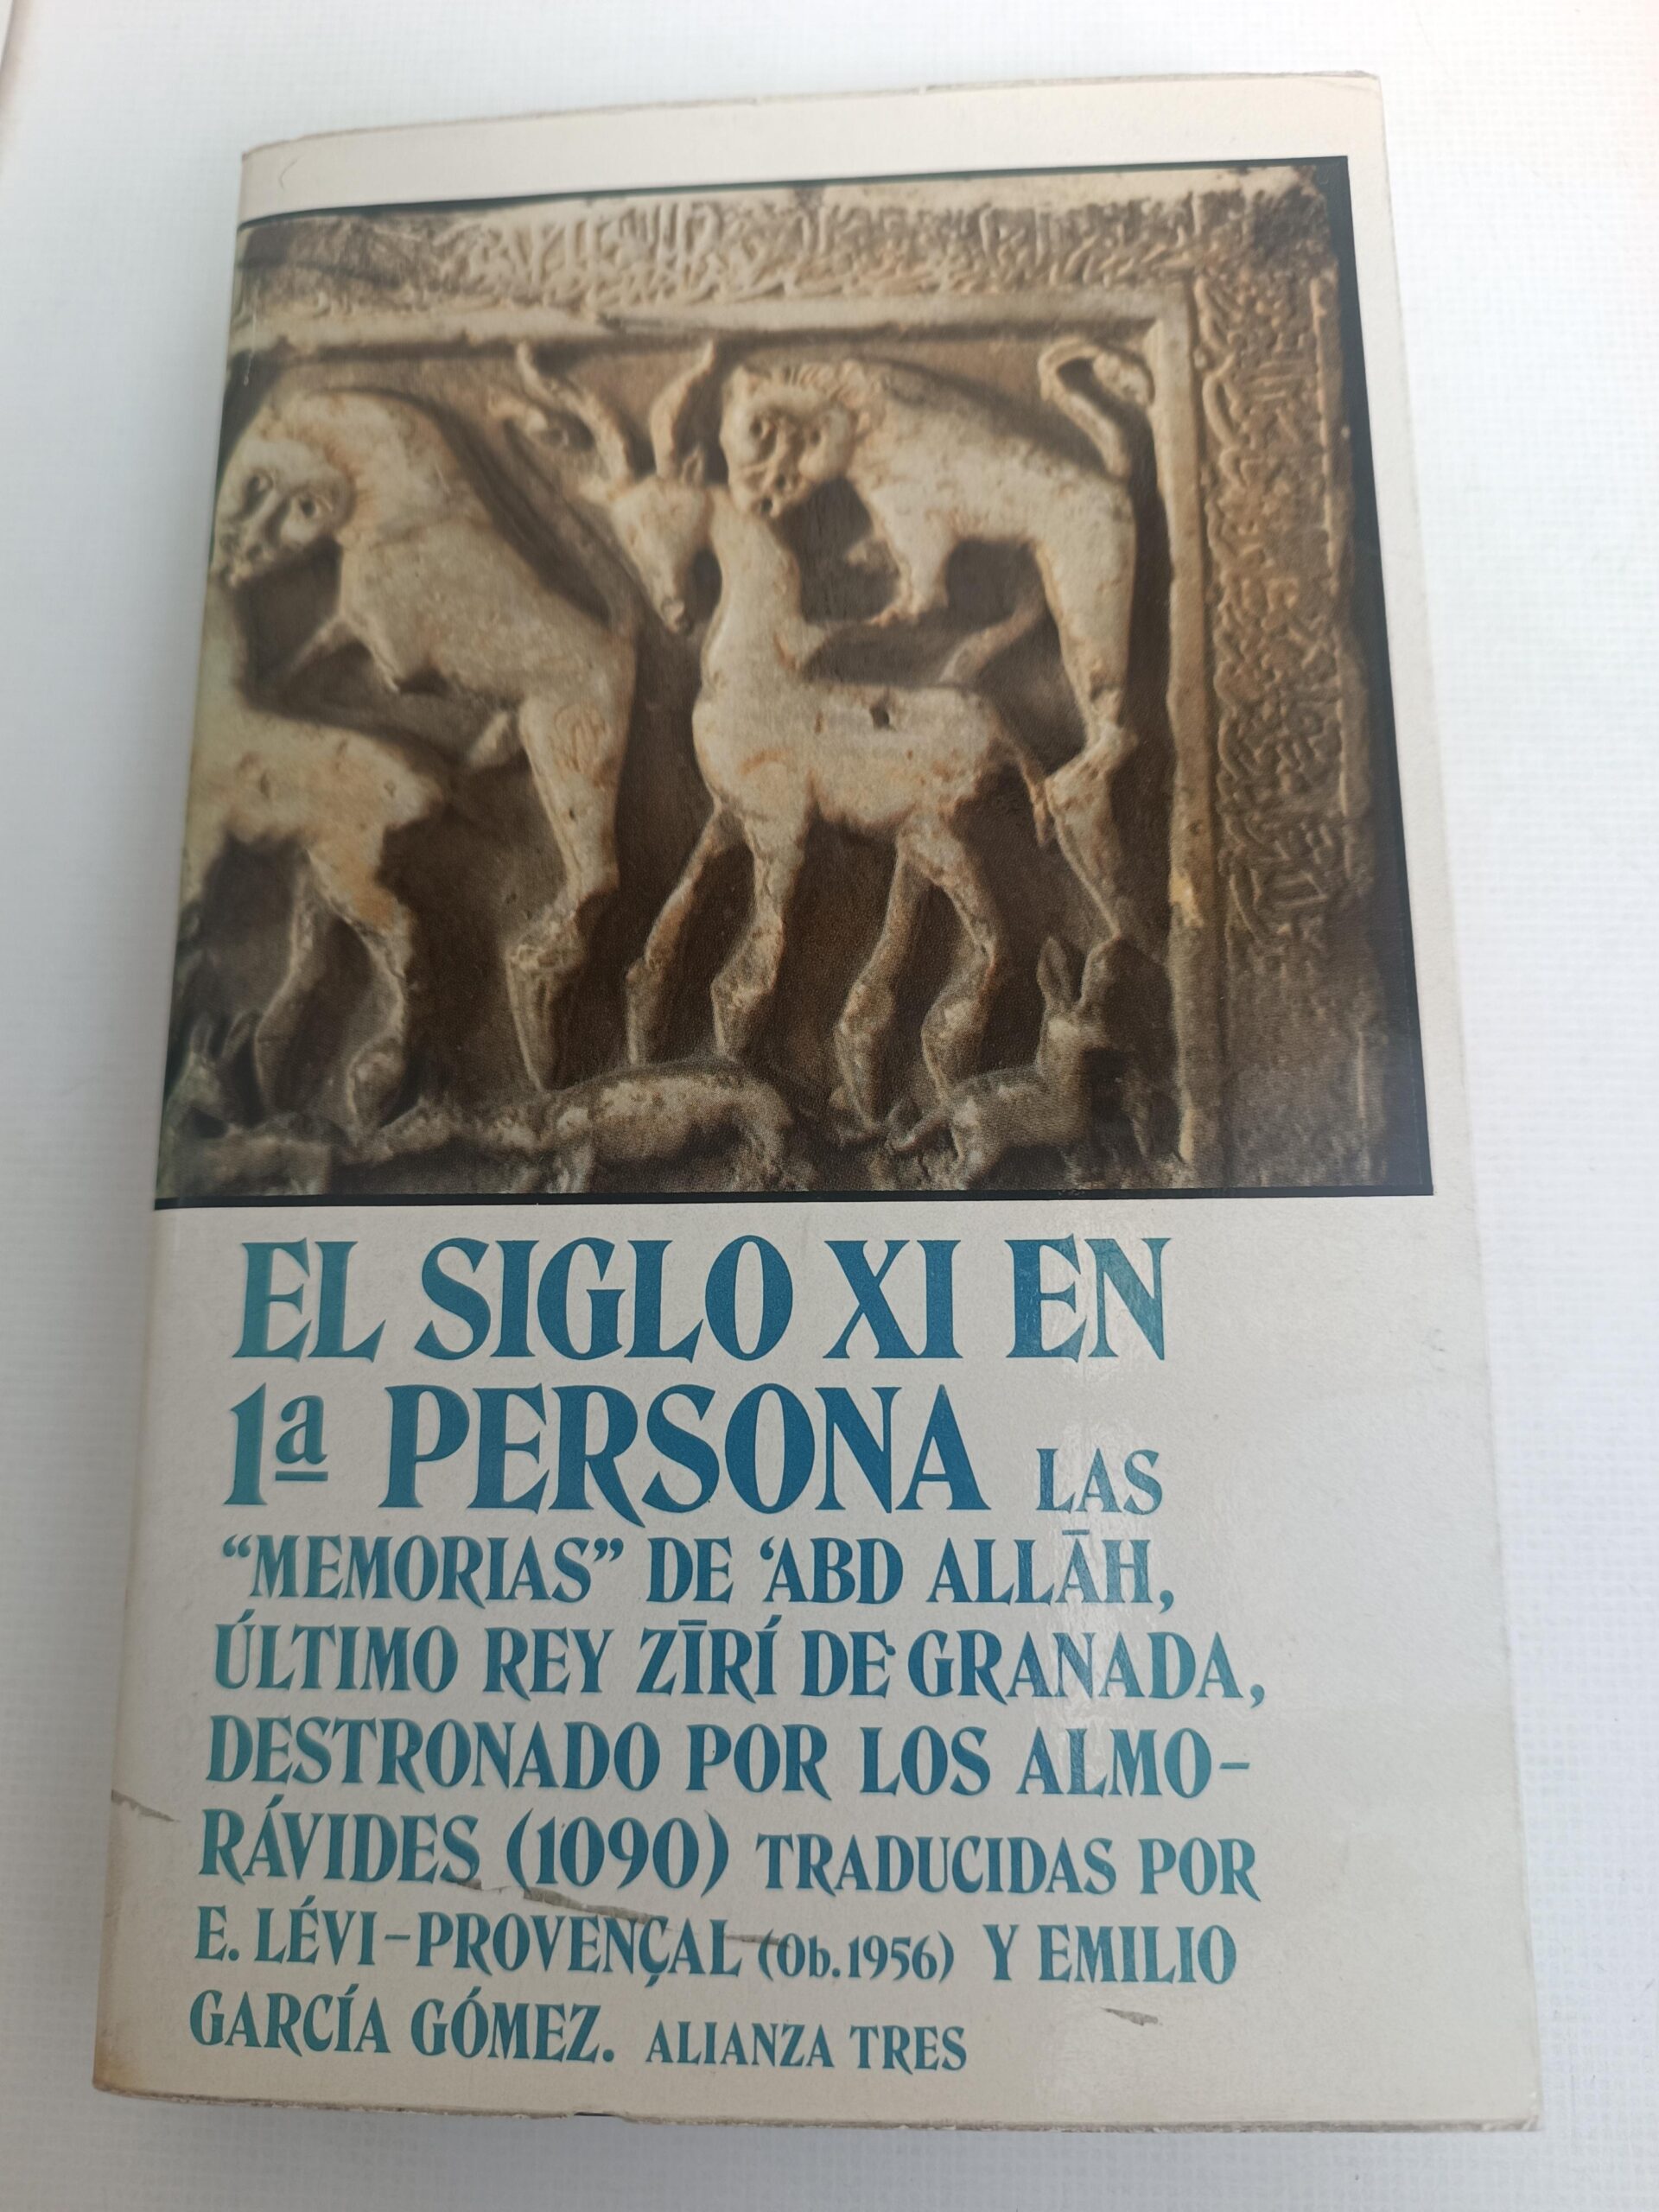 EL SIGLO XI EN
1ª PERSONA LAS
“MEMORIAS” DE ‘ABD ALLĀH,
ÚLTIMO REY ZĪRÍ DE GRANADA,
DESTRONADO POR LOS ALMO-
RÁVIDES (1090) TRADUCIDAS POR
E. LÉVI-PROVENÇAL (Ob. 1956) Y EMILIO
GARCÍA GÓMEZ. ALIANZA TRES